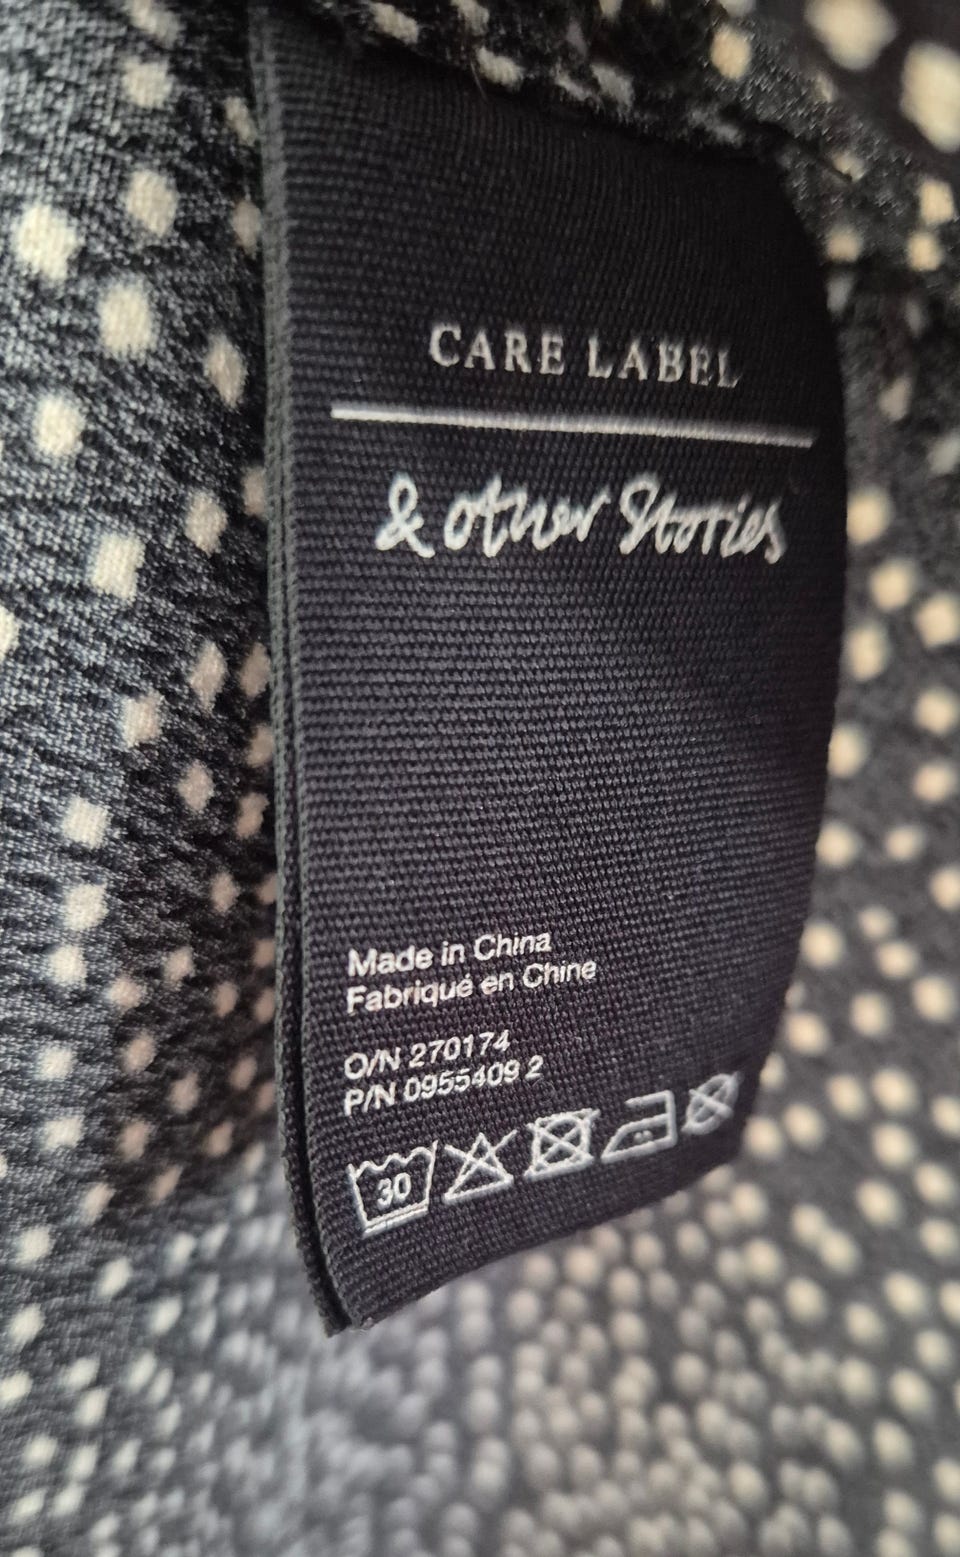 CARE LABEL
& other Stories
Made in China
Fabriqué en Chine
O/N 270174
P/N 0955409 2
30